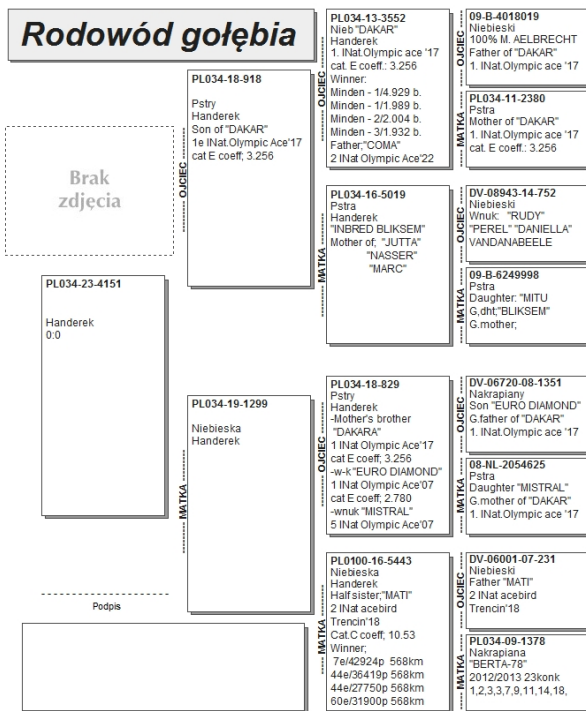 Rodowód gołębia
Brak
zdjęcia
PL034-23-4151
Handerek
0:0
Podpis
OJCIEC
PL034-18-918
Pstry
Handerek
Son of "DAKAR"
1e INat.Olympic Ace'17
cat E coeff; 3.256
MATKA
PL034-19-1299
Niebieska
Handerek
OJCIEC
PL034-13-3552
Nieb "DAKAR"
Handerek
1. INat.Olympic ace '17
cat. E coeff.: 3.256
Winner:
Minden - 1/4.929 b.
Minden - 1/1.989 b.
Minden - 2/2.004 b.
Minden - 3/1.932 b.
Father;"COMA"
2 INat Olympic Ace'22
MATKA
PL034-16-5019
Pstra
Handerek
"INBRED BLIKSEM"
Mother of; "JUTTA"
"NASSER"
"MARC"
OJCIEC
PL034-18-829
Pstry
Handerek
-Mother's brother
"DAKARA"
1 INat Olympic Ace'17
cat E coeff; 3.256
-w-k "EURO DIAMOND"
1 INat Olympic Ace'07
cat E coeff; 2.780
-wnuk "MISTRAL"
5 INat Olympic Ace'07
MATKA
PL0100-16-5443
Niebieska
Handerek
Half sister;"MATI"
2 INat acebird
Trencin'18
Cat.C coeff; 10.53
Winner;
7e/42924p 568km
44e/36419p 568km
44e/27750p 568km
60e/31900p 568km
OJCIEC
09-B-4018019
Niebieski
100% M. AELBRECHT
Father of "DAKAR"
1. INat.Olympic ace '17
MATKA
PL034-11-2380
Pstra
Mother of "DAKAR"
1. INat.Olympic ace '17
cat. E coeff.: 3.256
OJCIEC
DV-08943-14-752
Niebieski
Wnuk: "RUDY"
"PEREL" "DANIELLA"
VANDANABEELE
MATKA
09-B-6249998
Pstra
Daughter: "MITU
G,dht;"BLIKSEM"
G.mother;
OJCIEC
DV-06720-08-1351
Nakrapiany
Son "EURO DIAMOND"
G.father of "DAKAR"
1. INat.Olympic ace '17
MATKA
08-NL-2054625
Pstra
Daughter "MISTRAL"
G.mother of "DAKAR"
1. INat.Olympic ace '17
OJCIEC
DV-06001-07-231
Niebieski
Father "MATI"
2 INat acebird
Trencin'18
MATKA
PL034-09-1378
Nakrapiana
"BERTA-78"
2012/2013 23konk
1,2,3,3,7,9,11,14,18,